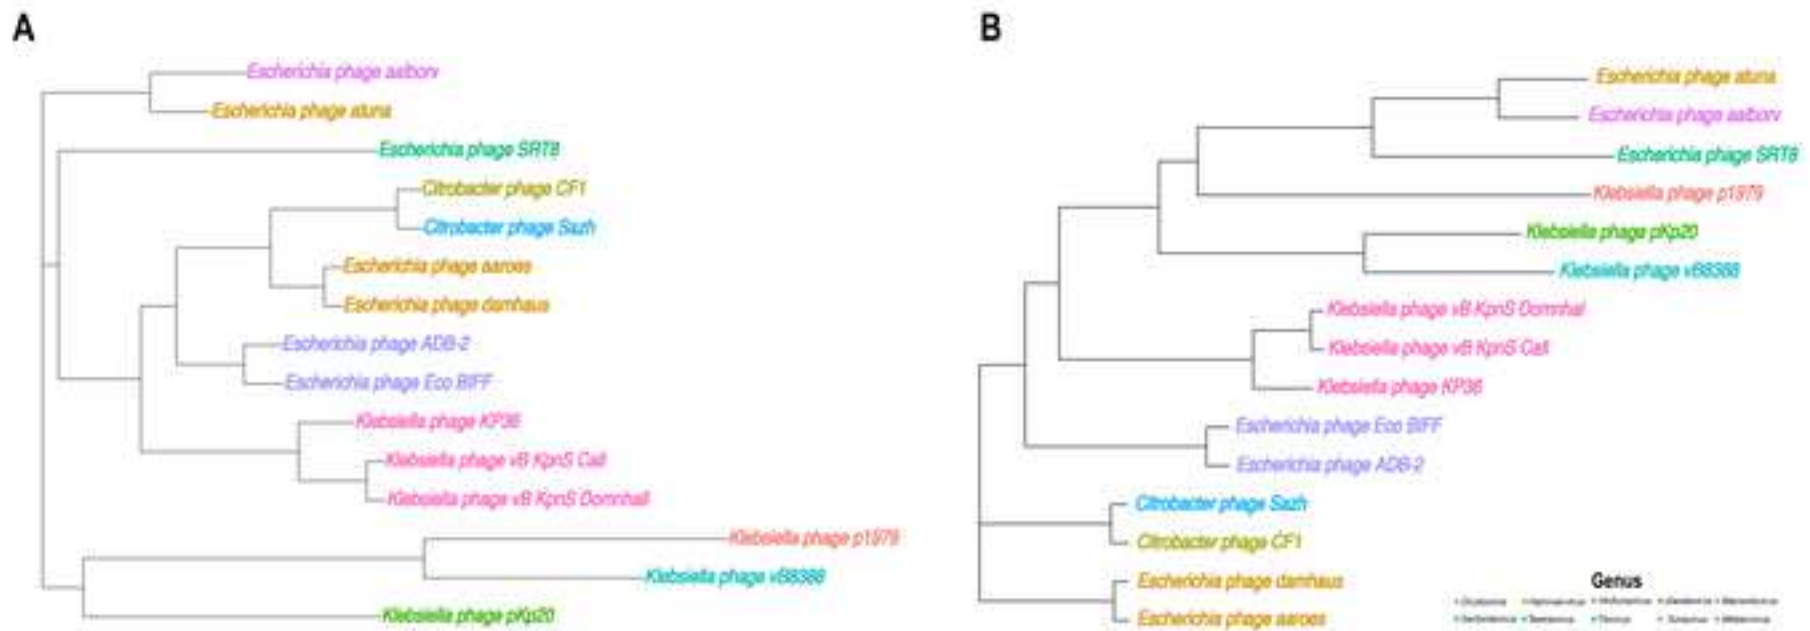 A
Escherichia phage aalborv
Escherichia phage atuna
Escherichia phage SRT8
Citrobacter phage CF1
Citrobacter phage Sazh
Escherichia phage aaroes
Escherichia phage damhaus
Escherichia phage ADB-2
Escherichia phage Eco BIFF
Klebsiella phage KP36
Klebsiella phage vB KpnS Call
Klebsiella phage vB KpnS Domnhall
Klebsiella phage p1979
Klebsiella phage vB8388
Klebsiella phage pKp20
B
Escherichia phage atuna
Escherichia phage aalborv
Escherichia phage SRT8
Klebsiella phage p1979
Klebsiella phage pKp20
Klebsiella phage vB8388
Klebsiella phage vB KpnS Domnhal
Klebsiella phage vB KpnS Call
Klebsiella phage KP36
Escherichia phage Eco BIFF
Escherichia phage ADB-2
Citrobacter phage Sazh
Citrobacter phage CF1
Escherichia phage damhaus
Escherichia phage aaroes
Genus